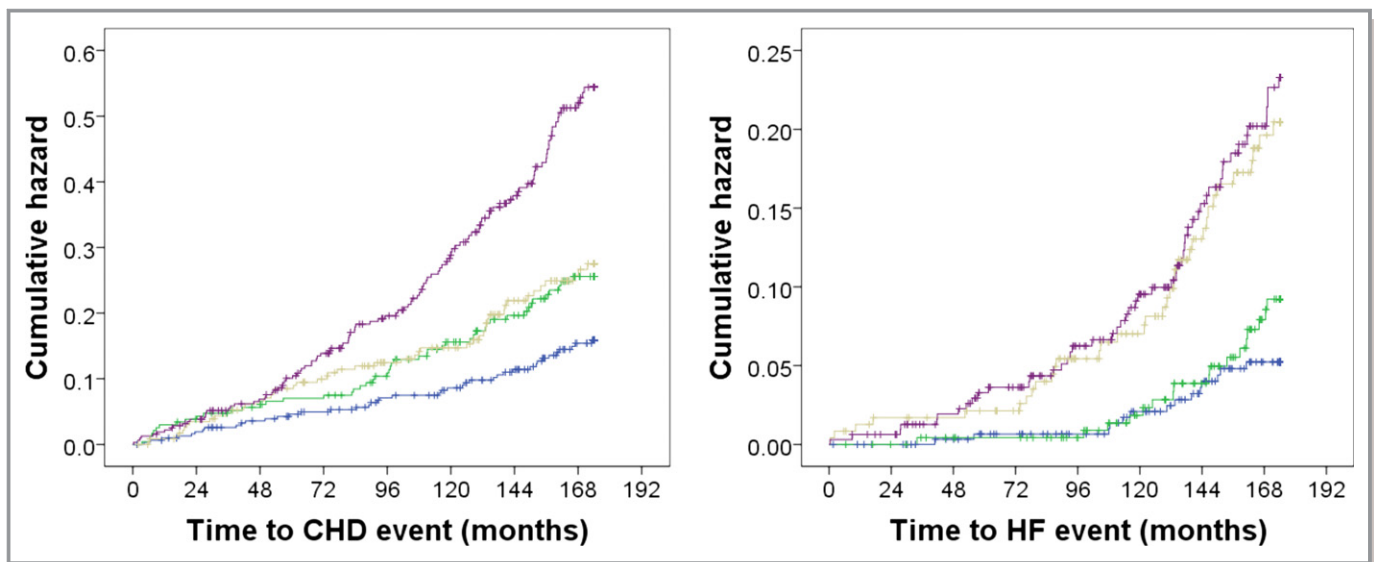 Cumulative hazard
0.6
0.5
0.4
0.3
0.2
0.1
0.0
0 24 48 72 96 120 144 168 192
Time to CHD event (months)
Cumulative hazard
0.25
0.20
0.15
0.10
0.05
0.00
0 24 48 72 96 120 144 168 192
Time to HF event (months)